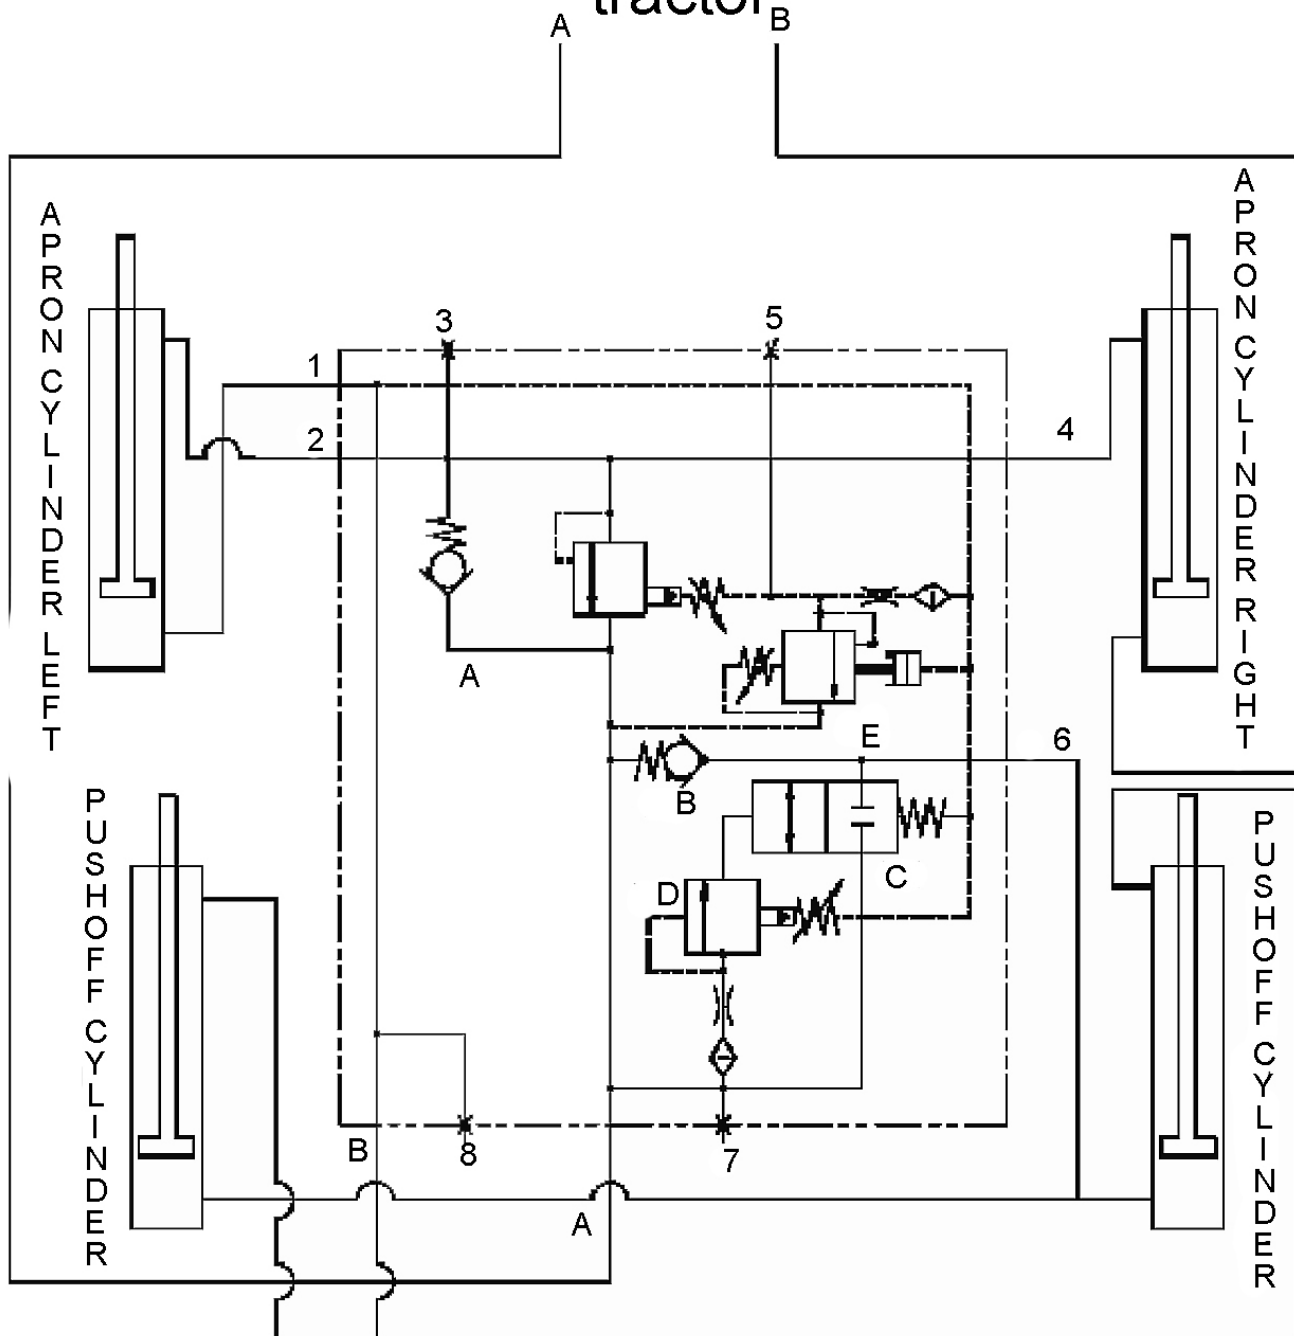 tractor
A
B
APRON CYLINDER LEFT
APRON CYLINDER RIGHT
3
5
1
2
4
A
E
6
B
C
D
PUSHOFF CYLINDER
PUSHOFF CYLINDER
B
8
7
A